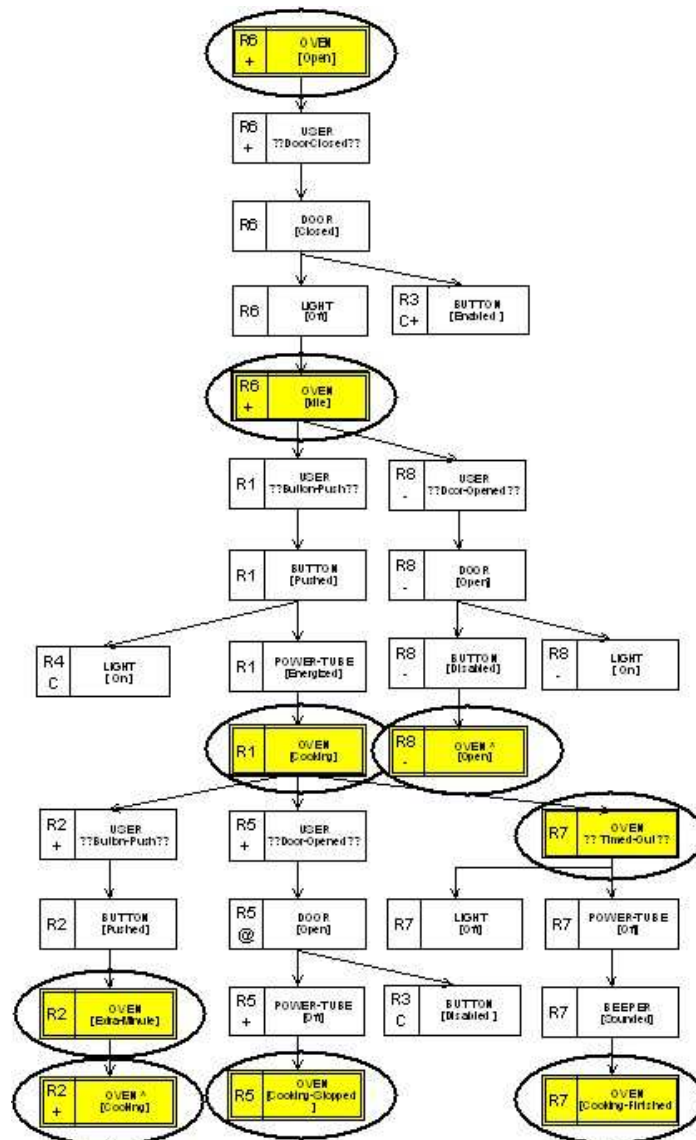 R6
+
OVEN
[Open]
R6
+
USER
??Door-Closed??
R6
DOOR
[Closed]
R6
LIGHT
[Off]
R3
C+
BUTTON
[Enabled ]
R6
+
OVEN
[Idle]
R1
USER
??Button-Push??
R8
-
USER
??Door-Opened??
R1
BUTTON
[Pushed]
R8
-
DOOR
[Open]
R4
C
LIGHT
[On]
R1
POWER-TUBE
[Energized]
R8
-
BUTTON
[Disabled]
R8
-
LIGHT
[On]
R1
OVEN
[Cooking]
R8
-
OVEN ^
[Open]
R2
+
USER
??Button-Push??
R5
+
USER
??Door-Opened??
R7
OVEN
?? Timed-Out ??
R2
BUTTON
[Pushed]
R5
@
DOOR
[Open]
R7
LIGHT
[Off]
R7
POWER-TUBE
[Off]
R2
OVEN
[Extra-Minute]
R5
+
POWER-TUBE
[Off]
R3
C
BUTTON
[Disabled ]
R7
BEEPER
[Sounded]
R2
+
OVEN ^
[Cooking]
R5
OVEN
[Cooking-Stopped
]
R7
OVEN
[Cooking-Finished